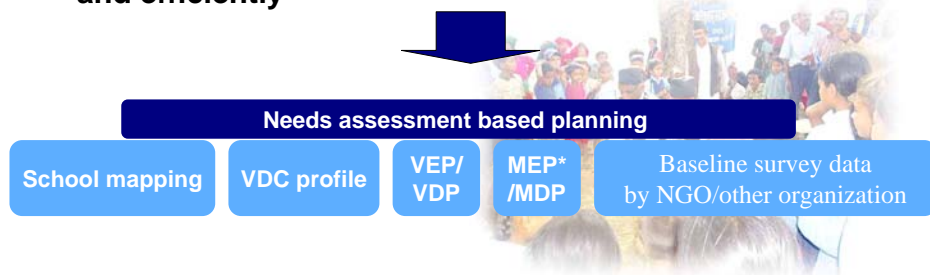 and efficiently
Needs assessment based planning
School mapping
VDC profile
VEP/
VDP
MEP*
/MDP
Baseline survey data
by NGO/other organization